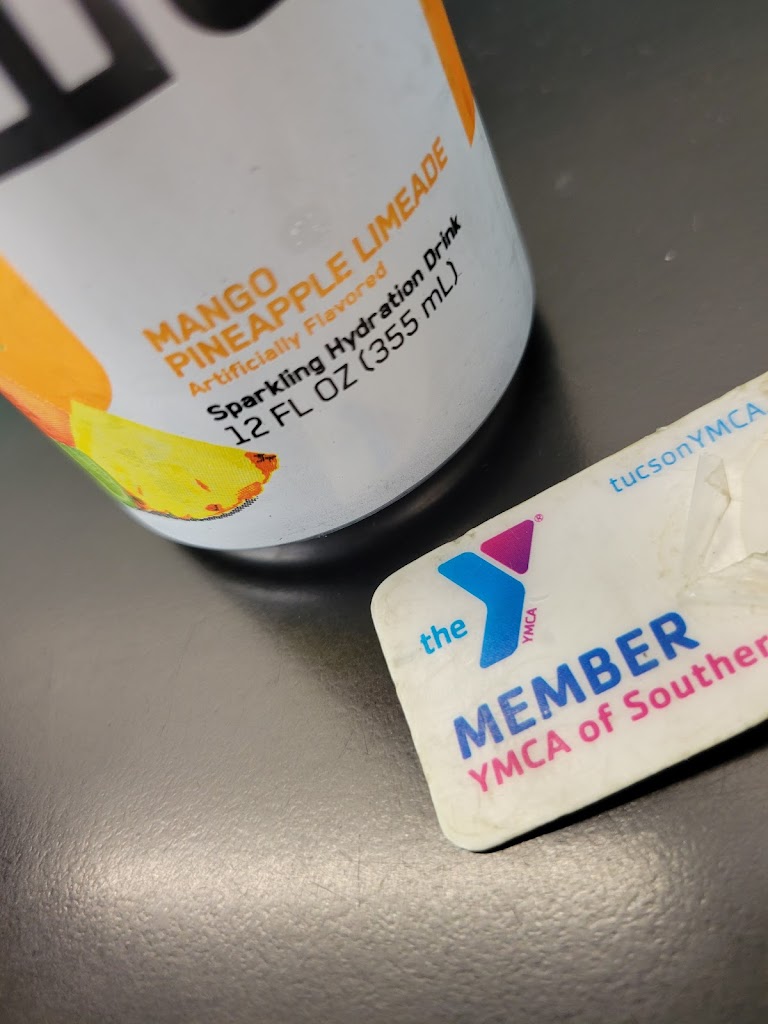 MANGO
PINEAPPLE LIMEADE
Artificially Flavored
Sparkling Hydration Drink
12 FL OZ (355 mL)
tucsonYMCA
the
YMCA
®
MEMBER
YMCA of Souther